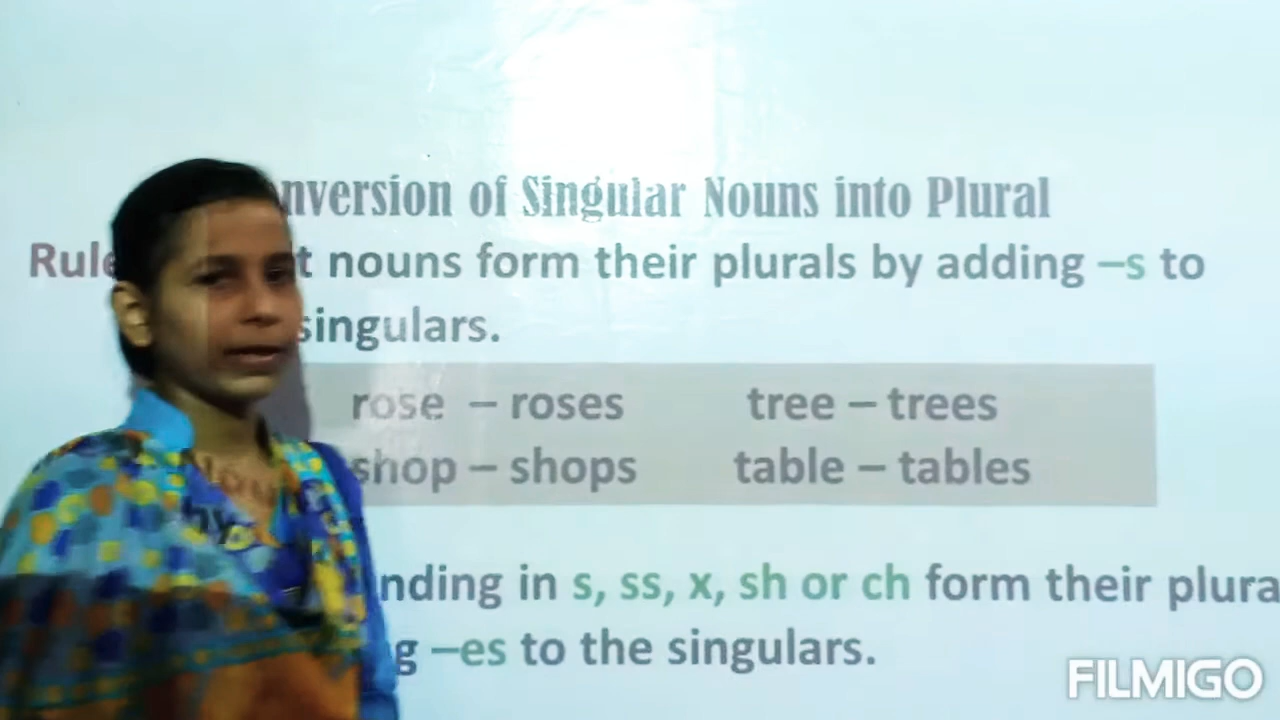 nversion of Singular Nouns into Plural
Rule t nouns form their plurals by adding –s to
singulars.
rose – roses tree – trees
shop – shops table – tables
nding in s, ss, x, sh or ch form their plura
g –es to the singulars.
FILMIGO